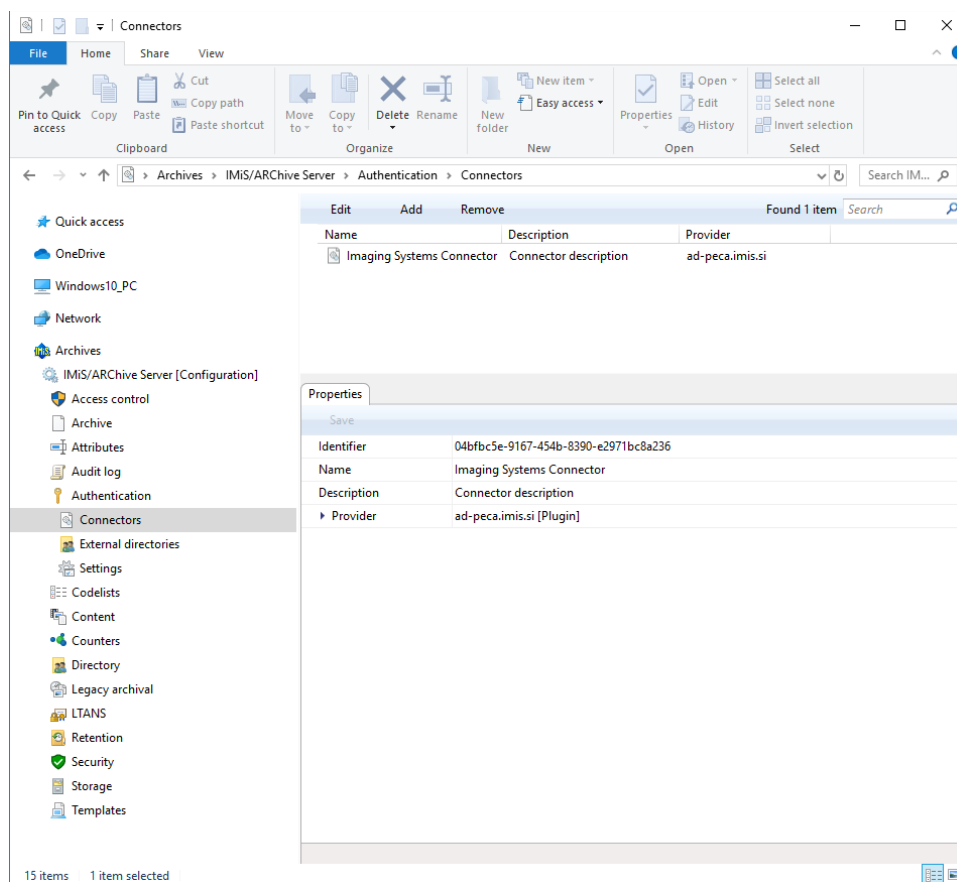 Connectors
File Home Share View
Pin to Quick access
Copy
Paste
Cut
Copy path
Paste shortcut
Move to
Copy to
Delete
Rename
New folder
New item
Easy access
Properties
Open
Edit
History
Select all
Select none
Invert selection
Clipboard Organize New Open Select
Archives > IMiS/ARChive Server > Authentication > Connectors
Search IM...
Quick access
OneDrive
Windows10_PC
Network
Archives
IMiS/ARChive Server [Configuration]
Access control
Archive
Attributes
Audit log
Authentication
Connectors
External directories
Settings
Codelists
Content
Counters
Directory
Legacy archival
LTANS
Retention
Security
Storage
Templates
Edit Add Remove Found 1 item Search
Name Description Provider
Imaging Systems Connector Connector description ad-peca.imis.si
Properties
Save
Identifier 04bfbc5e-9167-454b-8390-e2971bc8a236
Name Imaging Systems Connector
Description Connector description
Provider ad-peca.imis.si [Plugin]
15 items 1 item selected